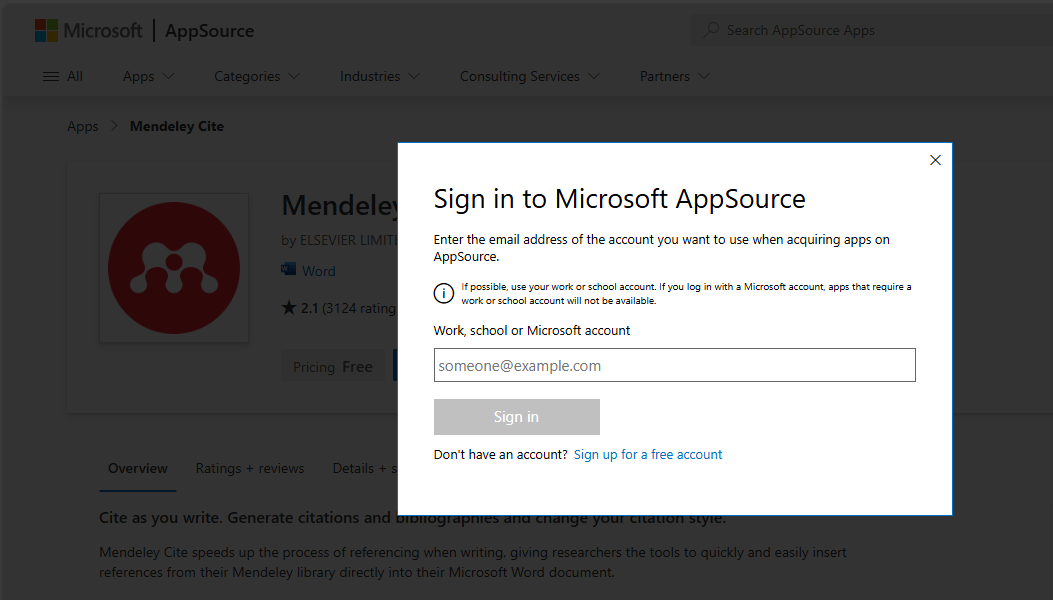 Microsoft | AppSource
Search AppSource Apps
All Apps Categories Industries Consulting Services Partners
Apps > Mendeley Cite
Mendeley
by ELSEVIER
Word
2.1 (3124 rating
Pricing Free
Sign in to Microsoft AppSource
Enter the email address of the account you want to use when acquiring apps on
AppSource.
If possible, use your work or school account. If you log in with a Microsoft account, apps that require a
work or school account will not be available.
Work, school or Microsoft account
someone@example.com
Sign in
Don't have an account? Sign up for a free account
Overview Ratings + reviews Details +
Cite as you write. Generate citations and bibliographies and change your citation style.
Mendeley Cite speeds up the process of referencing when writing, giving researchers the tools to quickly and easily insert
references from their Mendeley library directly into their Microsoft Word document.